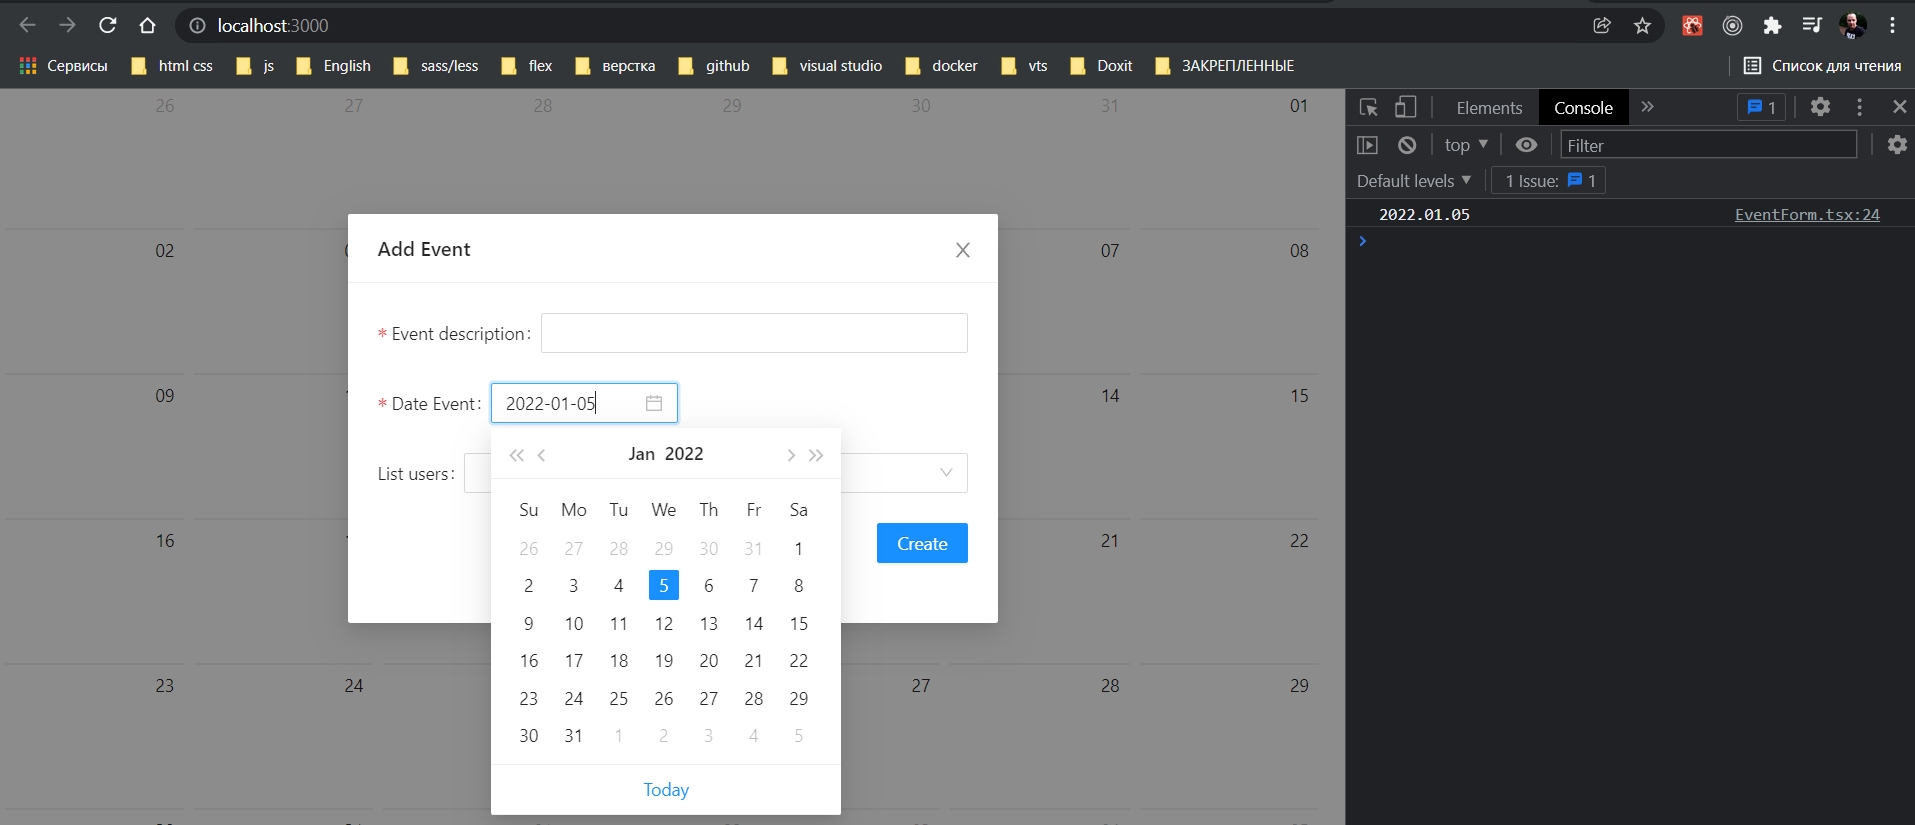 localhost:3000
Сервисы html css js English sass/less flex верстка github visual studio docker vts Doxit ЗАКРЕПЛЕННЫЕ Список для чтения
26 27 28 29 30 31 01
02 07 08
09 14 15
16 21 22
23 24 27 28 29
Add Event
* Event description:
* Date Event: 2022-01-05
List users:
Create
Jan 2022
Su Mo Tu We Th Fr Sa
26 27 28 29 30 31 1
2 3 4 5 6 7 8
9 10 11 12 13 14 15
16 17 18 19 20 21 22
23 24 25 26 27 28 29
30 31 1 2 3 4 5
Today
Elements Console 1
top Filter
Default levels 1 Issue: 1
2022.01.05 EventForm.tsx:24